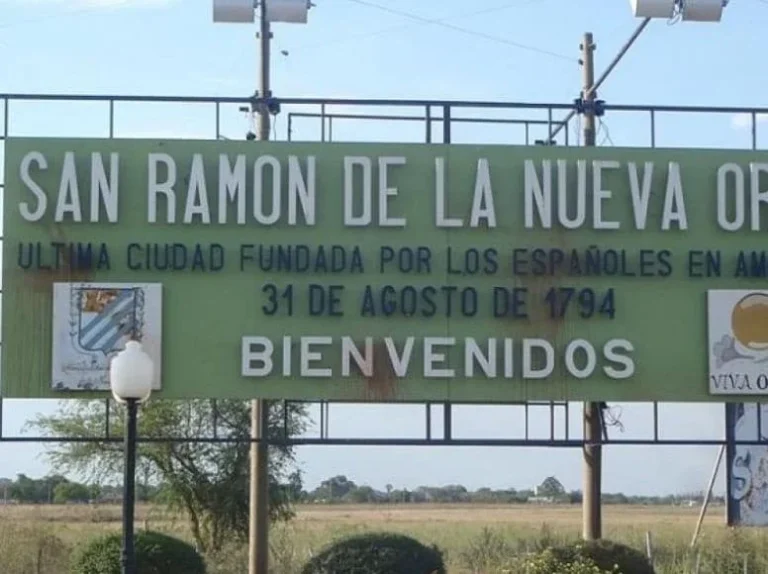 SAN RAMON DE LA NUEVA OR
ULTIMA CIUDAD FUNDADA POR LOS ESPAÑOLES EN AM
31 DE AGOSTO DE 1794
BIENVENIDOS
VIVA O